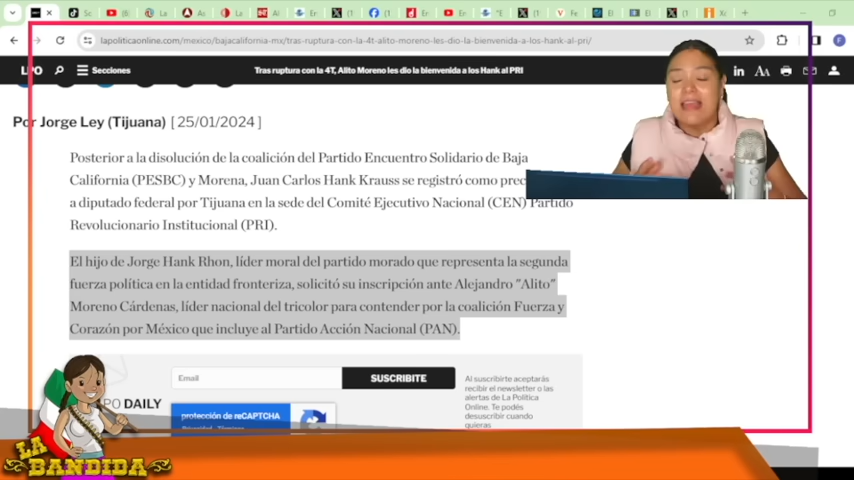 lapoliticaonline.com/mexico/bajacalifornia-mx/tras-ruptura-con-la-4t-alito-moreno-les-dio-la-bienvenida-a-los-hank-al-pri/
LPO
Secciones
Tras ruptura con la 4T, Alito Moreno les dio la bienvenida a los Hank al PRI
in
AA
Por Jorge Ley (Tijuana) [ 25/01/2024 ]
Posterior a la disolución de la coalición del Partido Encuentro Solidario de Baja
California (PESBC) y Morena, Juan Carlos Hank Krauss se registró como prec
a diputado federal por Tijuana en la sede del Comité Ejecutivo Nacional (CEN) Partido
Revolucionario Institucional (PRI).
El hijo de Jorge Hank Rhon, líder moral del partido morado que representa la segunda
fuerza política en la entidad fronteriza, solicitó su inscripción ante Alejandro "Alito"
Moreno Cárdenas, líder nacional del tricolor para contender por la coalición Fuerza y
Corazón por México que incluye al Partido Acción Nacional (PAN).
PO DAILY
Email
SUSCRIBITE
protección de reCAPTCHA
Al suscribirte aceptarás
recibir el newsletter o las
alertas de La Política
Online. Te podés
desuscribir cuando
quieras
LA
BANDIDA